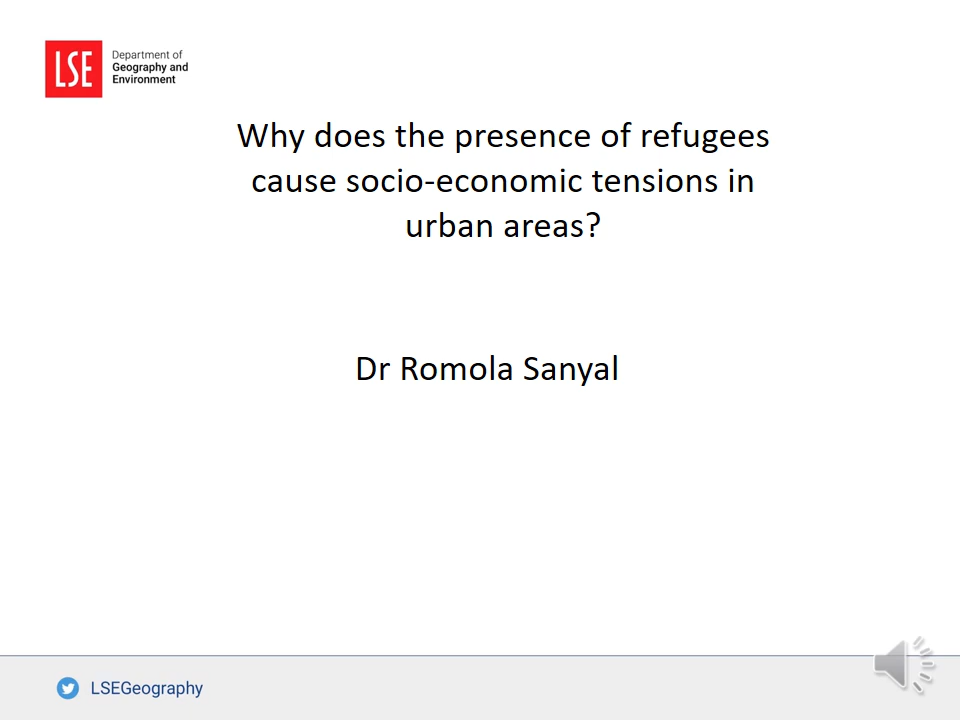 LSE
Department of
Geography and
Environment
Why does the presence of refugees
cause socio-economic tensions in
urban areas?
Dr Romola Sanyal
LSEGeography